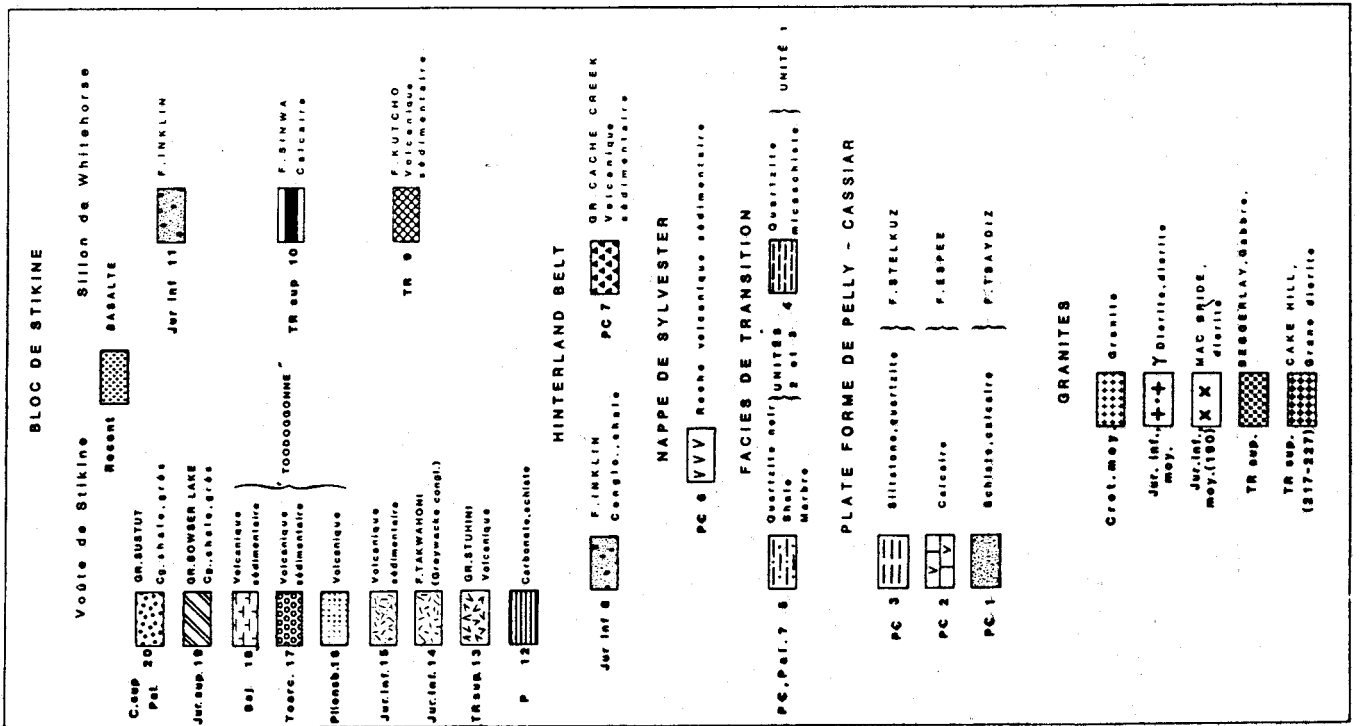 BLOC DE STIKINE
Voûte de Stikine
Sillon de Whitehorse
Resent BASALTE
C.sup Pal. 20 GR.SUSTUT
Cg.shale,grés
Jur.sup.19 GR.BOWSER LAKE
Cg.,shale,grés
Baj. 18 Volcanique
sédimentaire
Toarc. 17 Volcanique
sédimentaire
Pliensb.16 Volcanique
"TOODOGONNE"
Jur.Inf.15 Volcanique
sédimentaire
Jur.Inf.14 F.TAKWAHONI
(Greywacke congl.)
TR sup.13 GR.STUHINI
Volcanique
P 12 Carbonate,schiste
Jur Inf 11 F.INKLIN
TR sup 10 F.SINWA
Calcaire
TR 9 F.KUTCHO
Volcanique
sédimentaire
HINTERLAND BELT
Jur Inf 8 F.INKLIN
Conglo.,shale
PC 7 GR.CACHE CREEK
Volcanique
sédimentaire
NAPPE DE SYLVESTER
PC 6 VVV Roche volcanique sédimentaire
FACIES DE TRANSITION
PC,Pal.? 5 Quartzite noir
Shale
Marbre
UNITÉS
2 et 3
4 Quartzite
micaschiste
UNITÉ 1
PLATE FORME DE PELLY - CASSIAR
PC 3 Siltstone,quartzite F.STELKUZ
PC 2 Calcaire F.ESPEE
PC 1 Schiste,calcaire F.TSAYDIZ
GRANITES
Cret.moy. Granite
Jur. inf., moy. γ Diorite,diorite
Jur.inf. moy.(190) MAC BRIDE,
diorite
TR sup. BEGGERLAY,Gabbro.
TR sup. (217-227) CAKE HILL,
Grano diorite